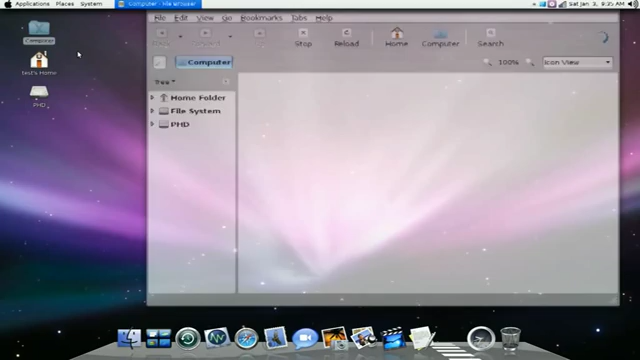 Applications Places System Computer - File Browser Sat Jan 3, 9:35 AM
File Edit View Go Bookmarks Tabs Help
Stop Reload Home Computer Search
Computer 100% Icon View
Tree
Home Folder
File System
PHD
Computer
Test's Home
PHD